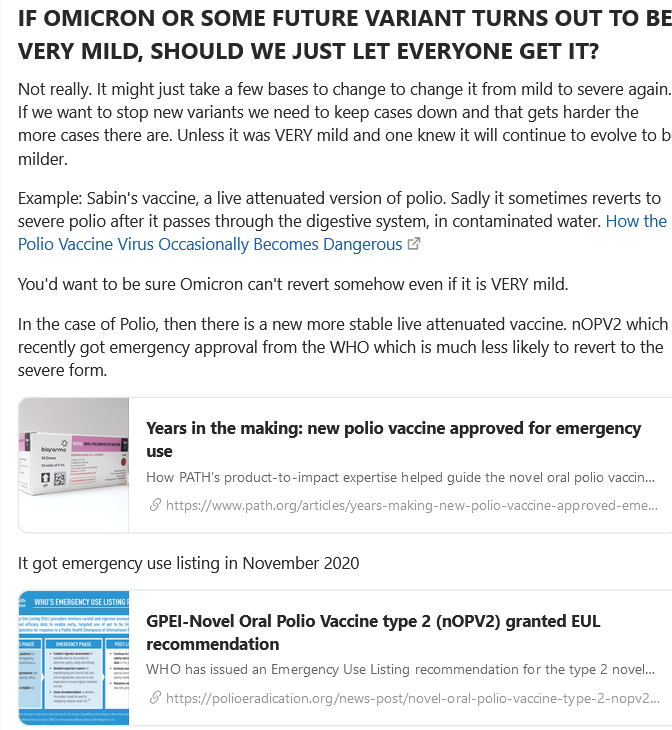 IF OMICRON OR SOME FUTURE VARIANT TURNS OUT TO BE
VERY MILD, SHOULD WE JUST LET EVERYONE GET IT?
Not really. It might just take a few bases to change to change it from mild to severe again.
If we want to stop new variants we need to keep cases down and that gets harder the
more cases there are. Unless it was VERY mild and one knew it will continue to evolve to b
milder.
Example: Sabin's vaccine, a live attenuated version of polio. Sadly it sometimes reverts to
severe polio after it passes through the digestive system, in contaminated water. How the
Polio Vaccine Virus Occasionally Becomes Dangerous
You'd want to be sure Omicron can't revert somehow even if it is VERY mild.
In the case of Polio, then there is a new more stable live attenuated vaccine. nOPV2 which
recently got emergency approval from the WHO which is much less likely to revert to the
severe form.
biofarma
Years in the making: new polio vaccine approved for emergency
use
How PATH's product-to-impact expertise helped guide the novel oral polio vaccin...
https://www.path.org/articles/years-making-new-polio-vaccine-approved-eme...
It got emergency use listing in November 2020
WHO'S EMERGENCY USE LISTING
EMERGENCY PHASE
GPEI-Novel Oral Polio Vaccine type 2 (nOPV2) granted EUL
recommendation
WHO has issued an Emergency Use Listing recommendation for the type 2 novel...
https://polioeradication.org/news-post/novel-oral-polio-vaccine-type-2-nopv2...